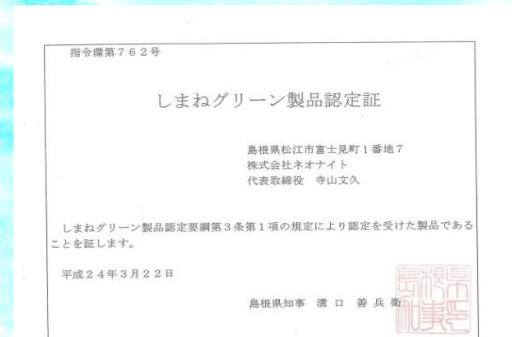 指令環第762号
しまねグリーン製品認定証
島根県松江市富士見町1番地7
株式会社ネオナイト
代表取締役 寺山文久
しまねグリーン製品認定要綱第3条第1項の規定により認定を受けた製品である
ことを証します。
平成24年3月22日
島根県知事 溝口善兵衛